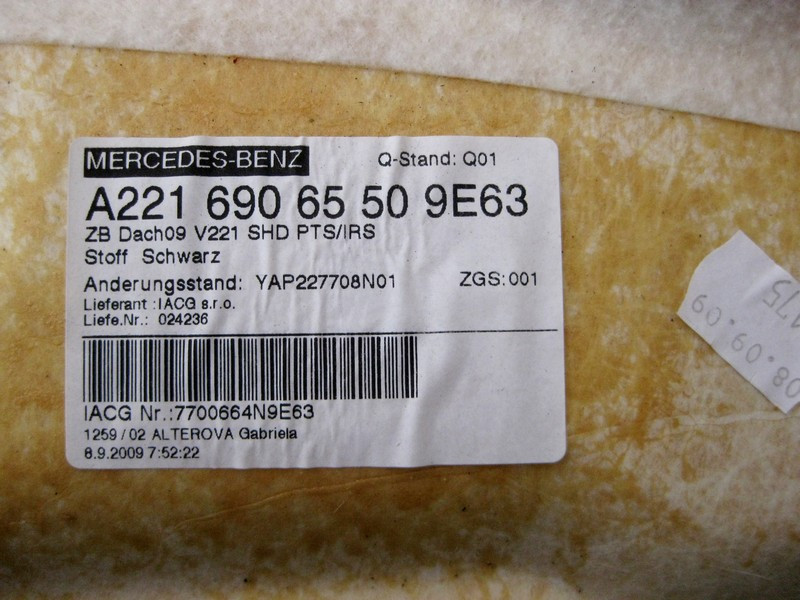 MERCEDES-BENZ Q-Stand: Q01
A221 690 65 50 9E63
ZB Dach09 V221 SHD PTS/IRS
Stoff Schwarz
Anderungsstand: YAP227708N01 ZGS:001
Lieferant :IACG s.r.o.
Liefe.Nr.: 024236
IACG Nr.:7700664N9E63
1259/02 ALTEROVA Gabriela
8.9.2009 7:52:22
08.09.09